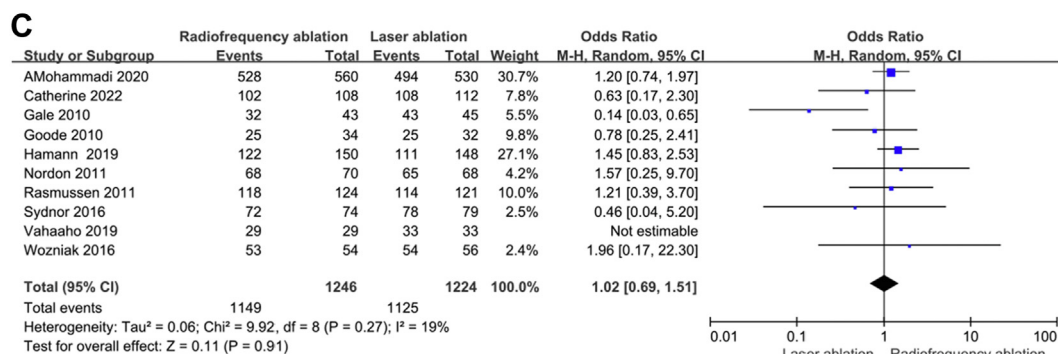 C
Radiofrequency ablation Laser ablation Odds Ratio Odds Ratio
Study or Subgroup Events Total Events Total Weight M-H, Random, 95% CI M-H, Random, 95% CI
AMohammadi 2020 528 560 494 530 30.7% 1.20 [0.74, 1.97]
Catherine 2022 102 108 108 112 7.8% 0.63 [0.17, 2.30]
Gale 2010 32 43 43 45 5.5% 0.14 [0.03, 0.65]
Goode 2010 25 34 25 32 9.8% 0.78 [0.25, 2.41]
Hamann 2019 122 150 111 148 27.1% 1.45 [0.83, 2.53]
Nordon 2011 68 70 65 68 4.2% 1.57 [0.25, 9.70]
Rasmussen 2011 118 124 114 121 10.0% 1.21 [0.39, 3.70]
Sydnor 2016 72 74 78 79 2.5% 0.46 [0.04, 5.20]
Vahaaho 2019 29 29 33 33 Not estimable
Wozniak 2016 53 54 54 56 2.4% 1.96 [0.17, 22.30]
Total (95% CI) 1246 1224 100.0% 1.02 [0.69, 1.51]
Total events 1149 1125
Heterogeneity: Tau² = 0.06; Chi² = 9.92, df = 8 (P = 0.27); I² = 19%
Test for overall effect: Z = 0.11 (P = 0.91)
0.01 0.1 1 10 100
Laser ablation Radiofrequency ablation